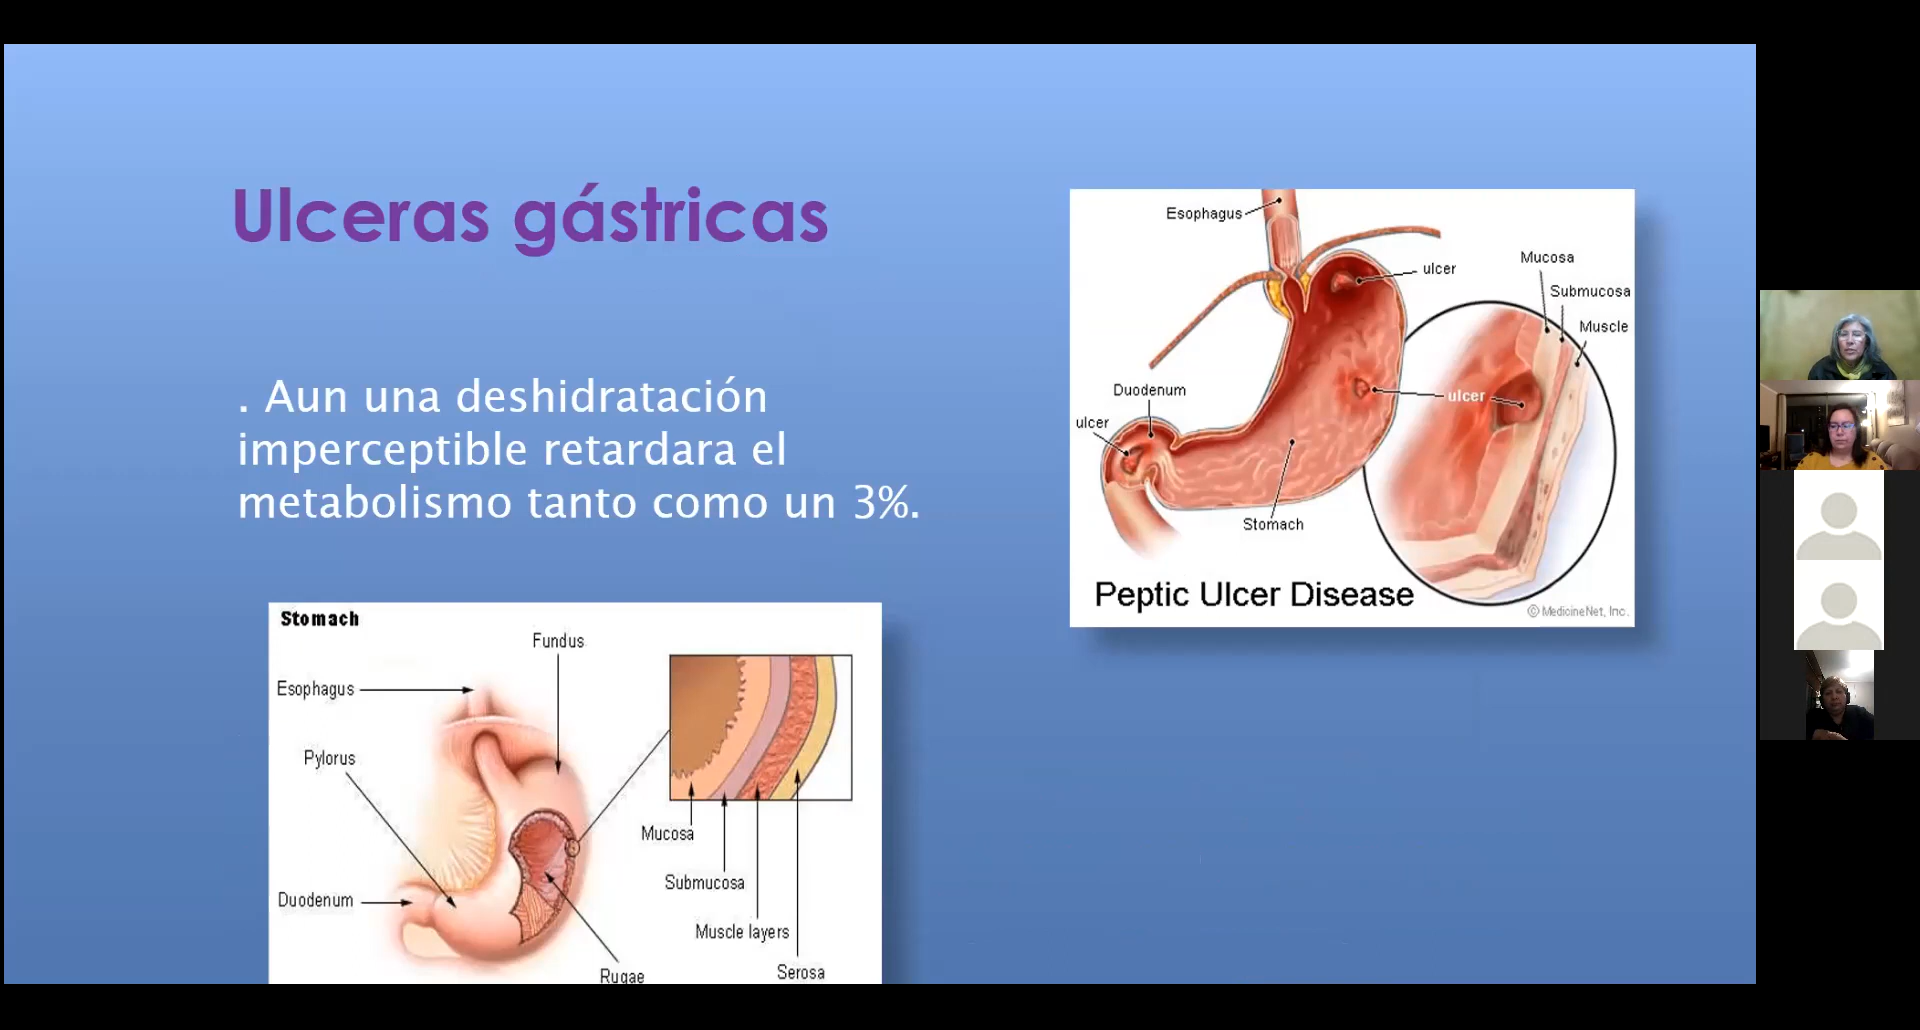 Ulceras gástricas
. Aun una deshidratación
imperceptible retardara el
metabolismo tanto como un 3%.
Esophagus
ulcer
Mucosa
Submucosa
Muscle
Duodenum
ulcer
ulcer
Stomach
Peptic Ulcer Disease
© MedicineNet, Inc.
Stomach
Fundus
Esophagus
Pylorus
Mucosa
Submucosa
Duodenum
Muscle layers
Serosa
Rugae